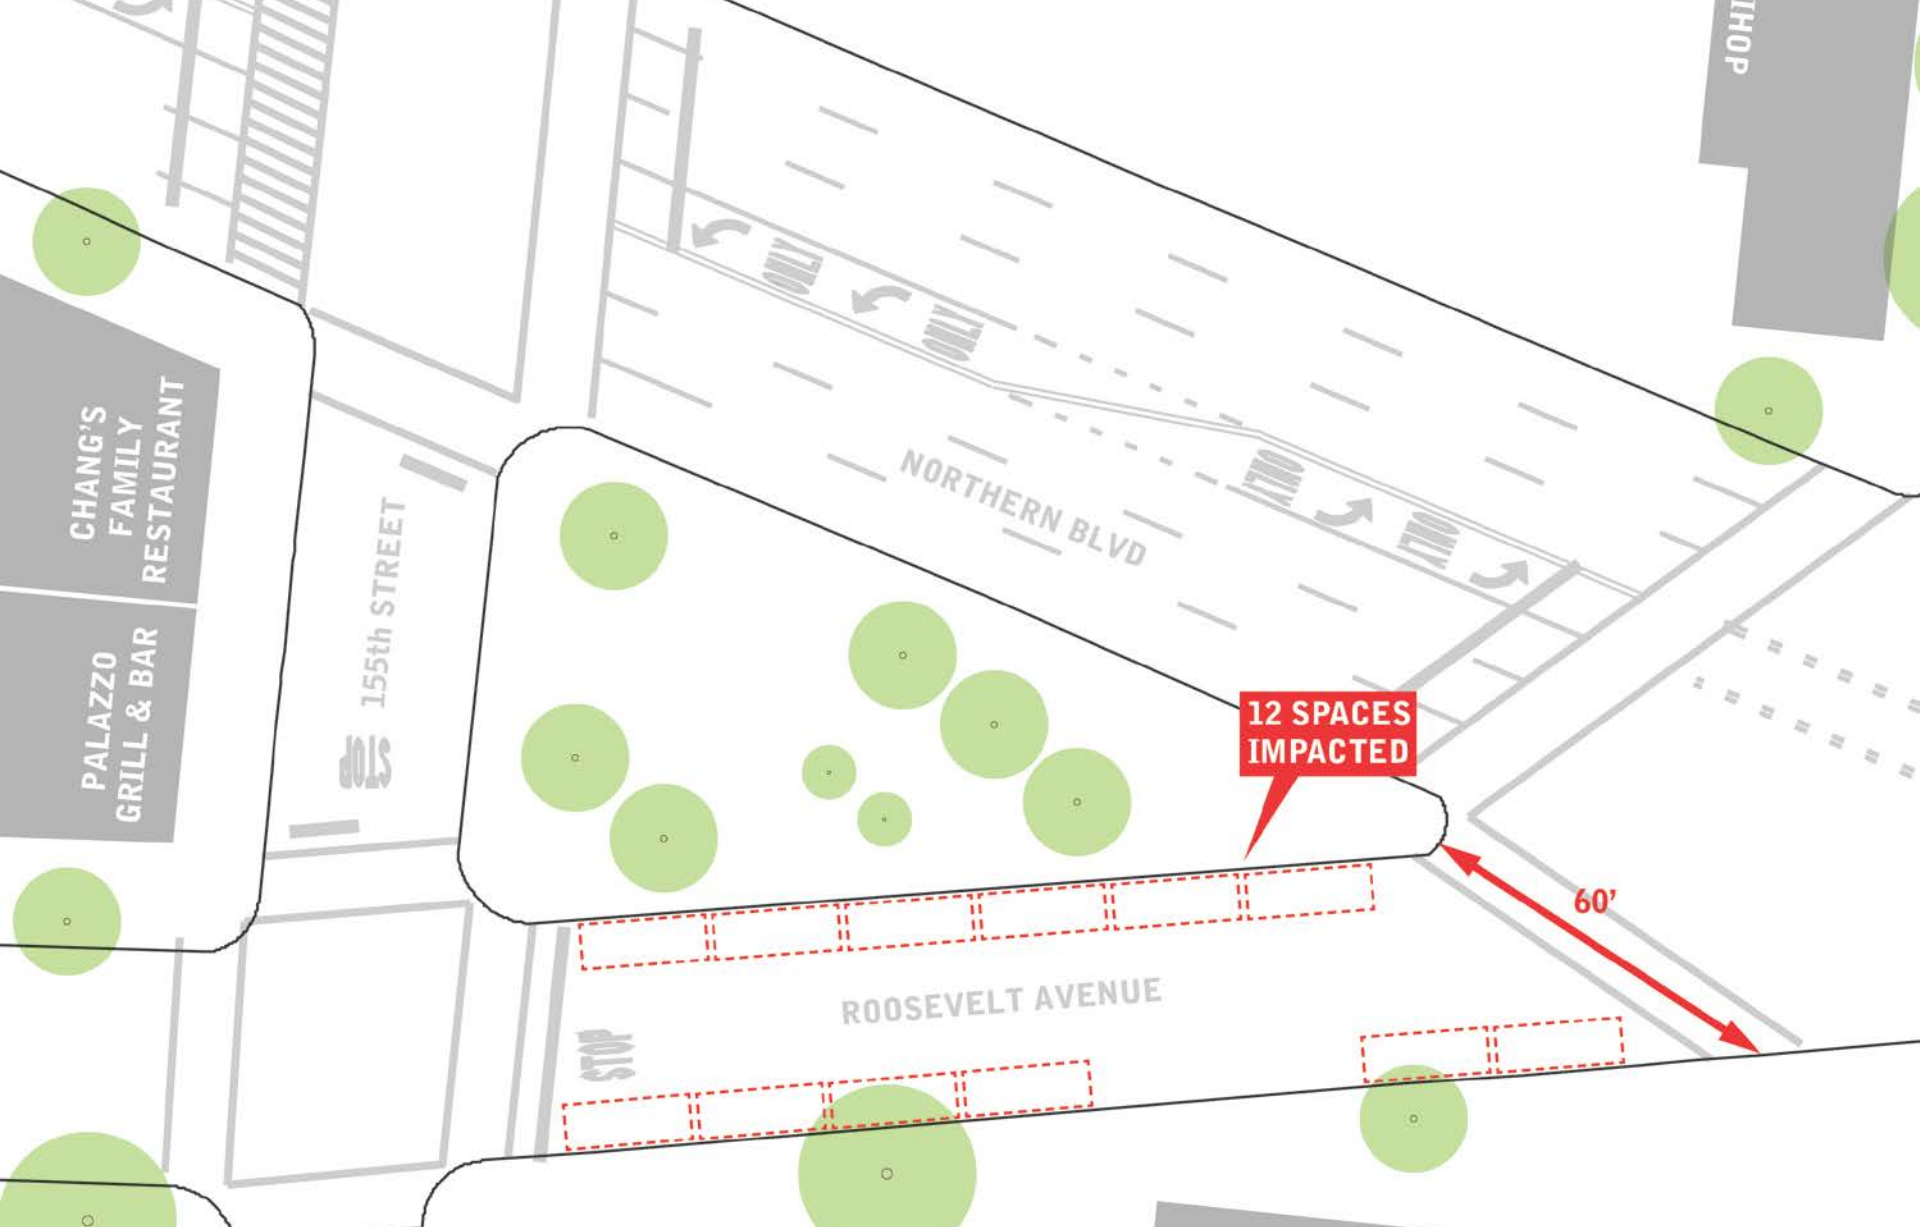 IHOP
ONLY
ONLY
NORTHERN BLVD
ONLY
ONLY
CHANG'S
FAMILY
RESTAURANT
155th STREET
PALAZZO
GRILL & BAR
STOP
12 SPACES
IMPACTED
60'
ROOSEVELT AVENUE
STOP